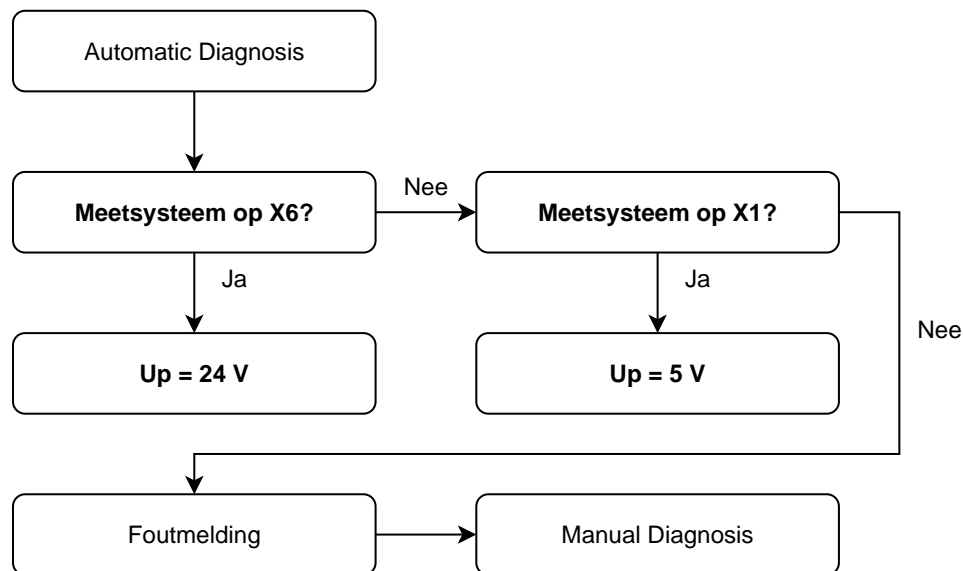 Automatic Diagnosis
Meetsysteem op X6?
Nee
Meetsysteem op X1?
Ja
Ja
Nee
Up = 24 V
Up = 5 V
Foutmelding
Manual Diagnosis